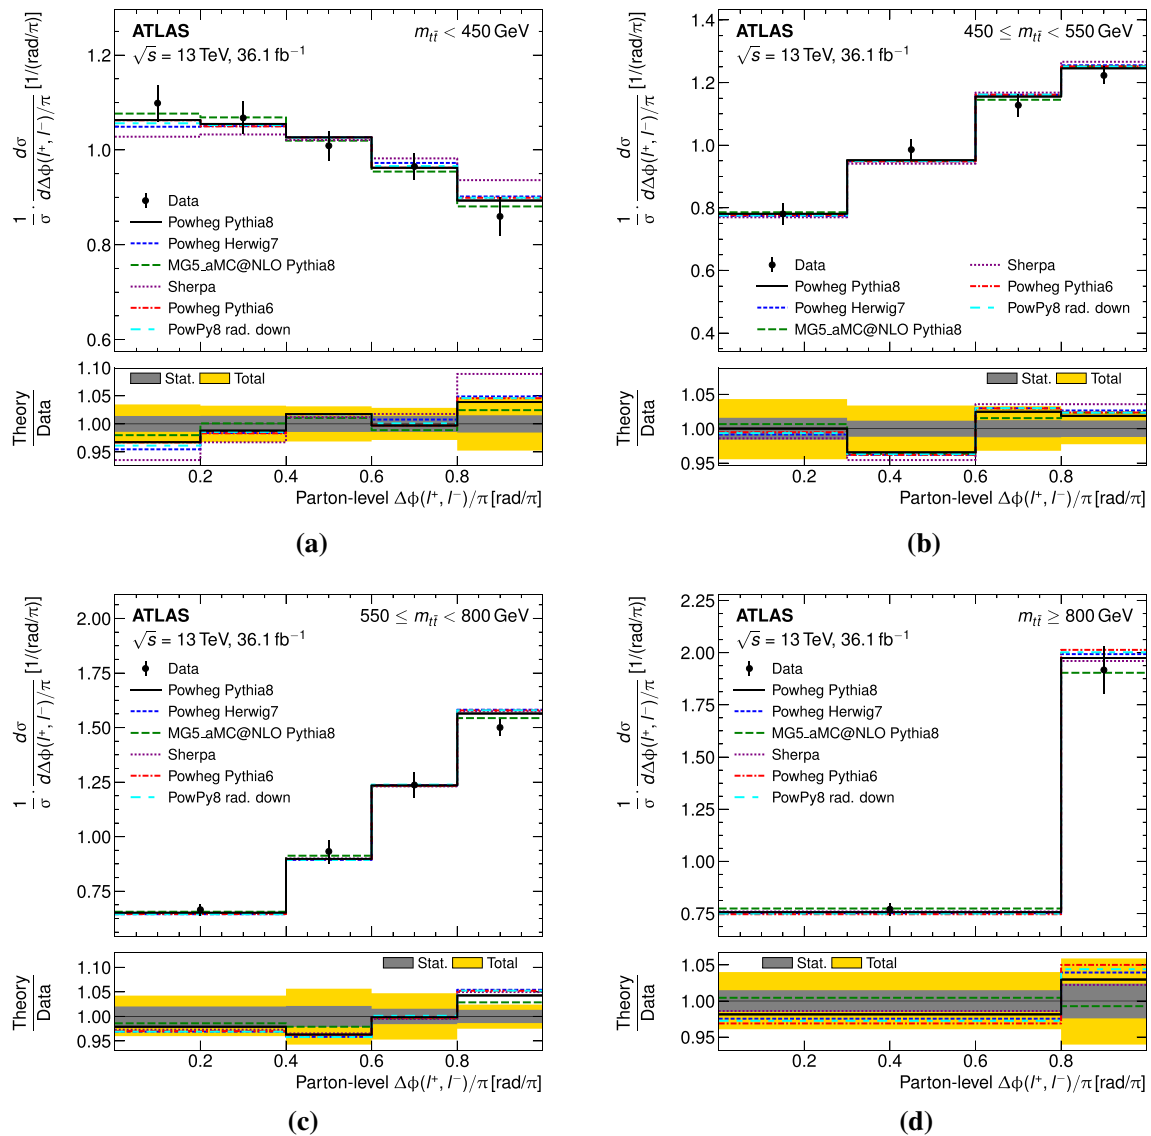 ATLAS
m_{tt̄} < 450 GeV
√s = 13 TeV, 36.1 fb⁻¹
1/σ · dσ/dΔϕ(l⁺, l⁻)/π [1/(rad/π)]
1.2
1.0
0.8
0.6
Data
Powheg Pythia8
Powheg Herwig7
MG5_aMC@NLO Pythia8
Sherpa
Powheg Pythia6
PowPy8 rad. down
Theory/Data
1.10
1.05
1.00
0.95
Stat. Total
0.2 0.4 0.6 0.8
Parton-level Δϕ(l⁺, l⁻)/π [rad/π]
(a)
ATLAS
450 ≤ m_{tt̄} < 550 GeV
√s = 13 TeV, 36.1 fb⁻¹
1/σ · dσ/dΔϕ(l⁺, l⁻)/π [1/(rad/π)]
1.4
1.2
1.0
0.8
0.6
0.4
Data
Powheg Pythia8
Powheg Herwig7
MG5_aMC@NLO Pythia8
Sherpa
Powheg Pythia6
PowPy8 rad. down
Theory/Data
1.05
1.00
0.95
Stat. Total
0.2 0.4 0.6 0.8
Parton-level Δϕ(l⁺, l⁻)/π [rad/π]
(b)
ATLAS
550 ≤ m_{tt̄} < 800 GeV
√s = 13 TeV, 36.1 fb⁻¹
1/σ · dσ/dΔϕ(l⁺, l⁻)/π [1/(rad/π)]
2.00
1.75
1.50
1.25
1.00
0.75
Data
Powheg Pythia8
Powheg Herwig7
MG5_aMC@NLO Pythia8
Sherpa
Powheg Pythia6
PowPy8 rad. down
Theory/Data
1.10
1.05
1.00
0.95
Stat. Total
0.2 0.4 0.6 0.8
Parton-level Δϕ(l⁺, l⁻)/π [rad/π]
(c)
ATLAS
m_{tt̄} ≥ 800 GeV
√s = 13 TeV, 36.1 fb⁻¹
1/σ · dσ/dΔϕ(l⁺, l⁻)/π [1/(rad/π)]
2.25
2.00
1.75
1.50
1.25
1.00
0.75
Data
Powheg Pythia8
Powheg Herwig7
MG5_aMC@NLO Pythia8
Sherpa
Powheg Pythia6
PowPy8 rad. down
Theory/Data
1.05
1.00
0.95
Stat. Total
0.2 0.4 0.6 0.8
Parton-level Δϕ(l⁺, l⁻)/π [rad/π]
(d)